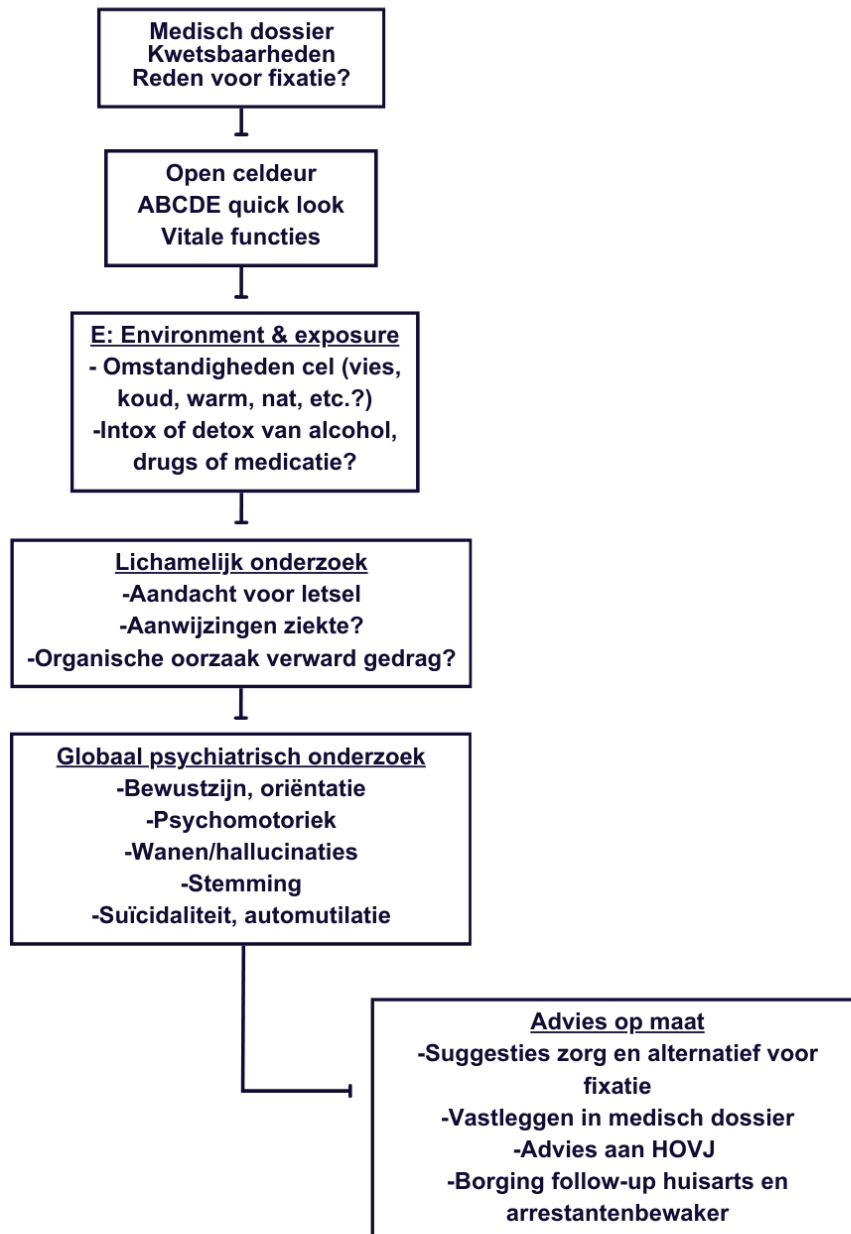 Medisch dossier
Kwetsbaarheden
Reden voor fixatie?
Open celdeur
ABCDE quick look
Vitale functies
E: Environment & exposure
- Omstandigheden cel (vies,
koud, warm, nat, etc.?)
-Intox of detox van alcohol,
drugs of medicatie?
Lichamelijk onderzoek
-Aandacht voor letsel
-Aanwijzingen ziekte?
-Organische oorzaak verward gedrag?
Globaal psychiatrisch onderzoek
-Bewustzijn, oriëntatie
-Psychomotoriek
-Wanen/hallucinaties
-Stemming
-Suïcidaliteit, automutilatie
Advies op maat
-Suggesties zorg en alternatief voor
fixatie
-Vastleggen in medisch dossier
-Advies aan HOVJ
-Borging follow-up huisarts en
arrestantenbewaker